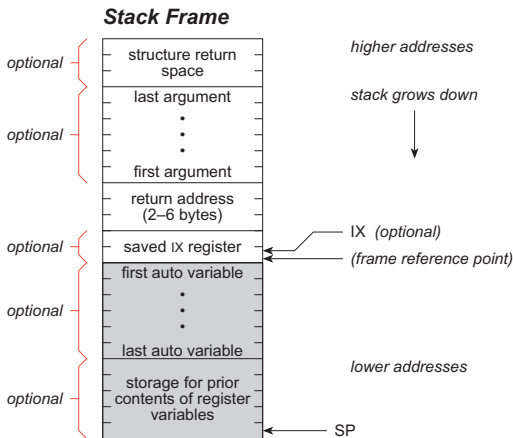 Stack Frame
higher addresses
optional
structure return
space
last argument
stack grows down
optional
first argument
return address
(2–6 bytes)
IX (optional)
optional
saved IX register
(frame reference point)
first auto variable
optional
last auto variable
lower addresses
storage for prior
contents of register
variables
optional
SP